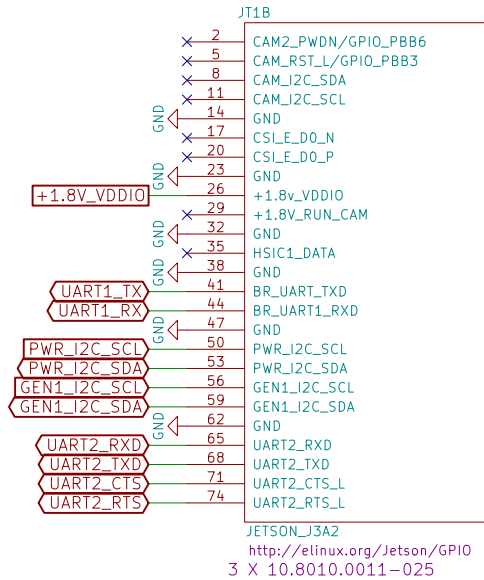 JT1B
2 CAM2_PWDN/GPIO_PBB6
5 CAM_RST_L/GPIO_PBB3
8 CAM_I2C_SDA
11 CAM_I2C_SCL
GND 14 GND
17 CSI_E_D0_N
20 CSI_E_D0_P
GND 23 GND
+1.8V_VDDIO 26 +1.8v_VDDIO
29 +1.8V_RUN_CAM
GND 32 GND
35 HSIC1_DATA
GND 38 GND
UART1_TX 41 BR_UART_TXD
UART1_RX 44 BR_UART1_RXD
GND 47 GND
PWR_I2C_SCL 50 PWR_I2C_SCL
PWR_I2C_SDA 53 PWR_I2C_SDA
GEN1_I2C_SCL 56 GEN1_I2C_SCL
GEN1_I2C_SDA 59 GEN1_I2C_SDA
GND 62 GND
UART2_RXD 65 UART2_RXD
UART2_TXD 68 UART2_TXD
UART2_CTS 71 UART2_CTS_L
UART2_RTS 74 UART2_RTS_L
JETSON_J3A2
http://elinux.org/Jetson/GPIO
3 X 10.8010.0011-025